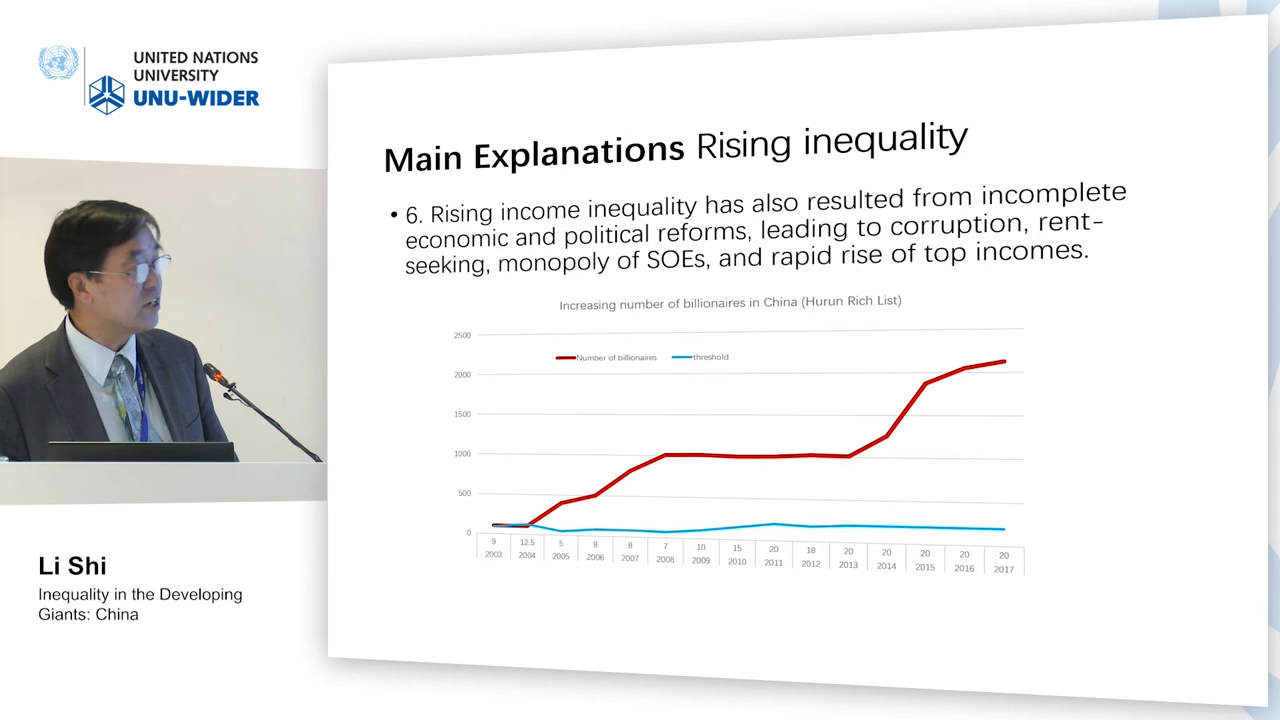 UNITED NATIONS
UNIVERSITY
UNU-WIDER
Main Explanations Rising inequality
• 6. Rising income inequality has also resulted from incomplete
economic and political reforms, leading to corruption, rent-
seeking, monopoly of SOEs, and rapid rise of top incomes.
Increasing number of billionaires in China (Hurun Rich List)
Number of billionaires threshold
2500
2000
1500
1000
500
0
9 12.5 5 8 8 7 10 15 20 18 20 20 20 20 20
2003 2004 2005 2006 2007 2008 2009 2010 2011 2012 2013 2014 2015 2016 2017
Li Shi
Inequality in the Developing
Giants: China